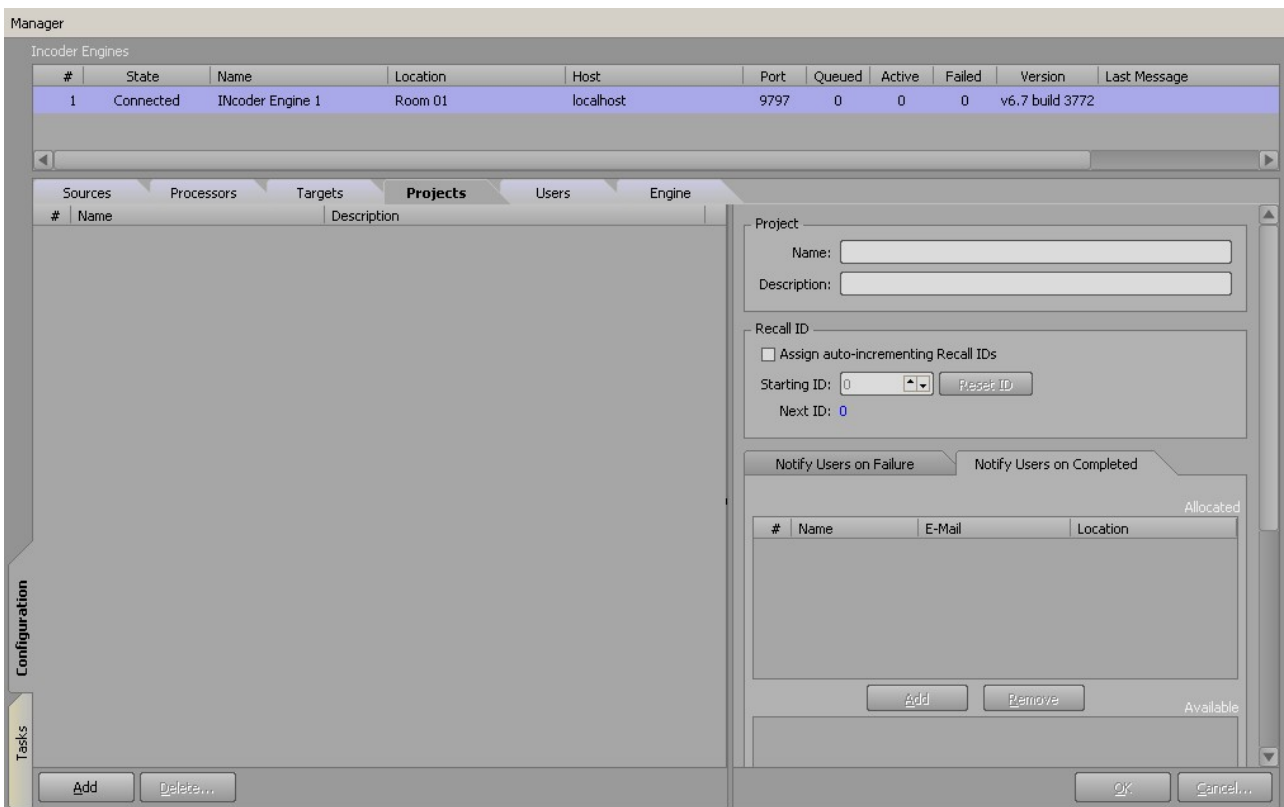 Manager
Incoder Engines
# State Name Location Host Port Queued Active Failed Version Last Message
1 Connected INcoder Engine 1 Room 01 localhost 9797 0 0 0 v6.7 build 3772
Sources Processors Targets Projects Users Engine
# Name Description
Project
Name:
Description:
Recall ID
Assign auto-incrementing Recall IDs
Starting ID: 0 Reset ID
Next ID: 0
Notify Users on Failure Notify Users on Completed
Allocated
# Name E-Mail Location
Configuration
Add Remove
Available
Tasks
Add Delete... OK Cancel...